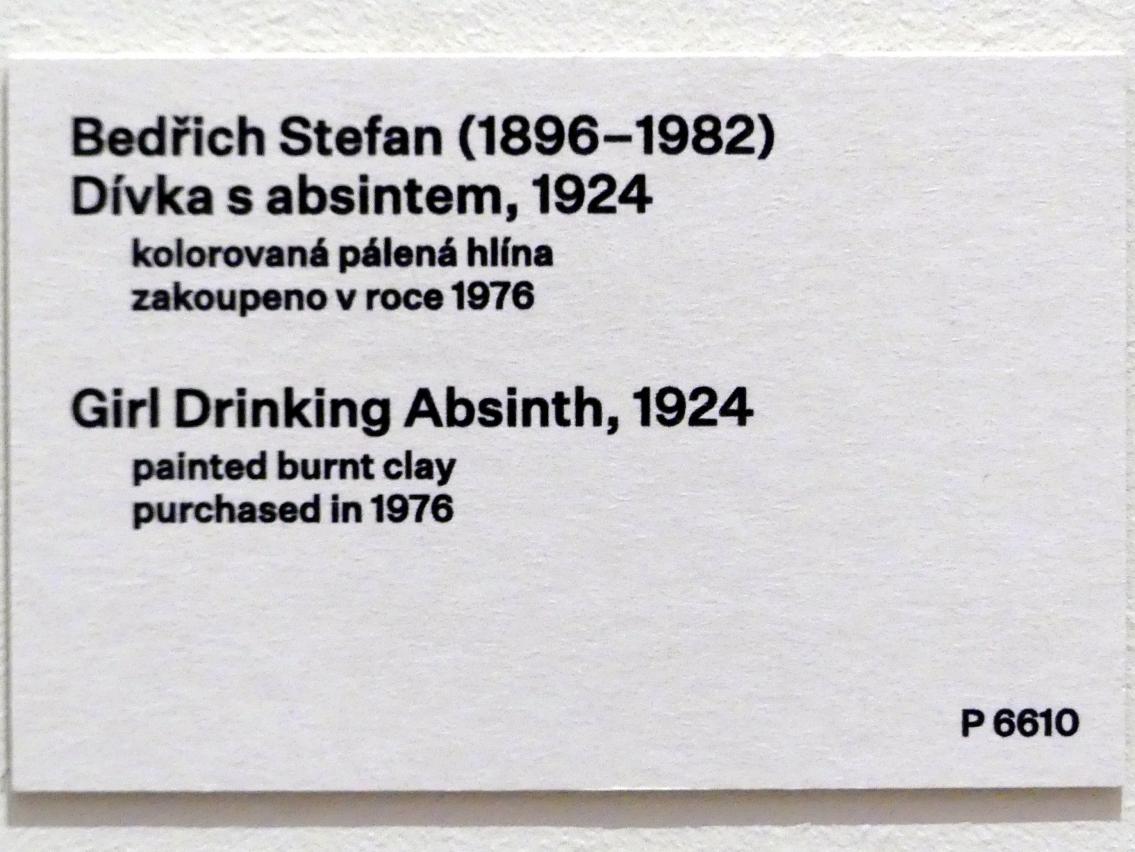 Bedřich Stefan (1896–1982)
Dívka s absintem, 1924
kolorovaná pálená hlína
zakoupeno v roce 1976
Girl Drinking Absinth, 1924
painted burnt clay
purchased in 1976
P 6610